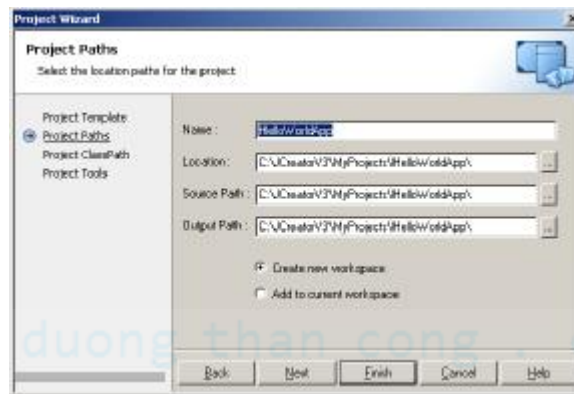 Project Wizard
Project Paths
Select the location paths for the project
Project Template
Project Paths
Project ClassPath
Project Tools
Name :
HelloWorldApp
Location :
C:\JCreatorV3\MyProjects\HelloWorldApp\
...
Source Path :
C:\JCreatorV3\MyProjects\HelloWorldApp\
...
Output Path :
C:\JCreatorV3\MyProjects\HelloWorldApp\
...
Create new workspace
Add to current workspace
duong than cong .
Back Next Finish Cancel Help